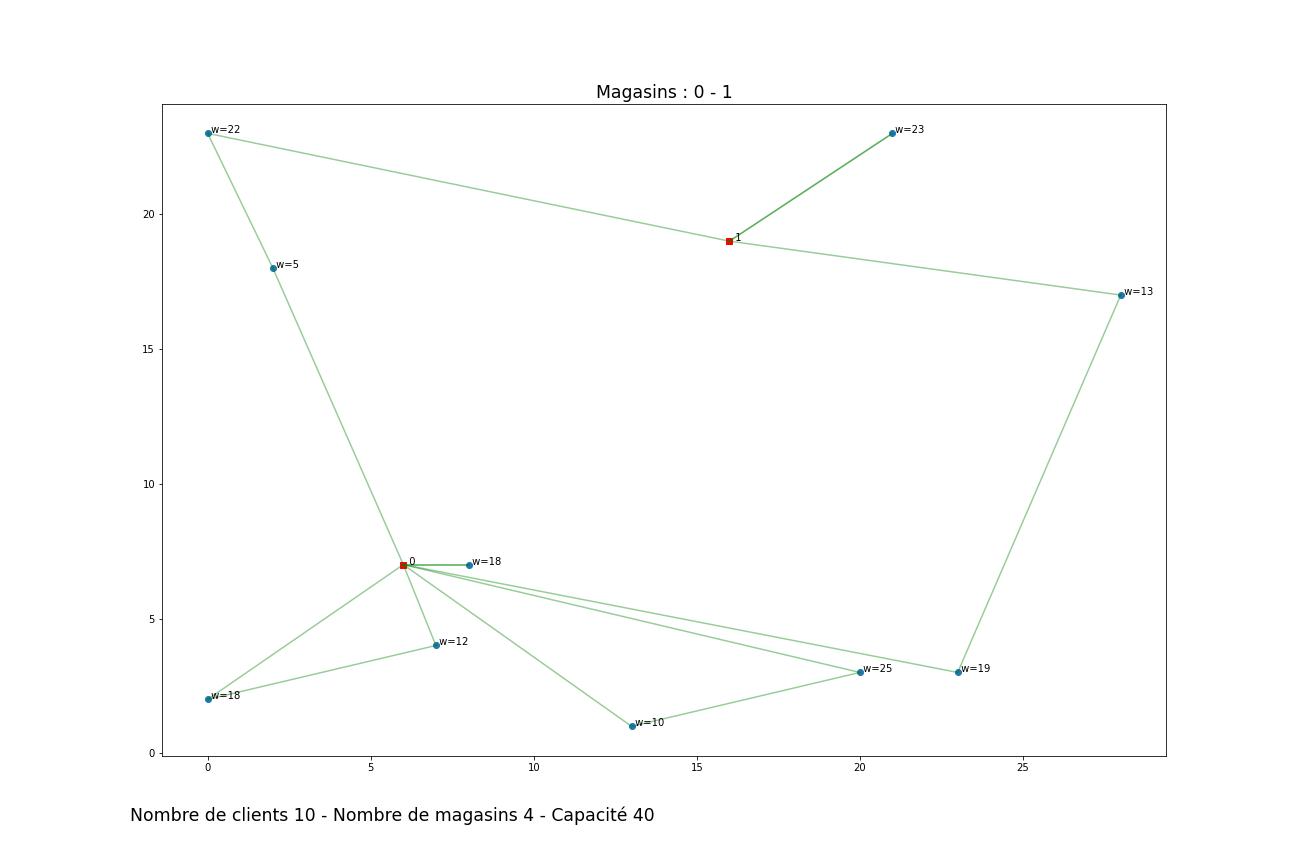 Magasins : 0 - 1
w=22
w=23
20
1
w=5
w=13
15
10
0
w=18
5
w=12
w=25
w=19
w=18
w=10
0
0 5 10 15 20 25
Nombre de clients 10 - Nombre de magasins 4 - Capacité 40